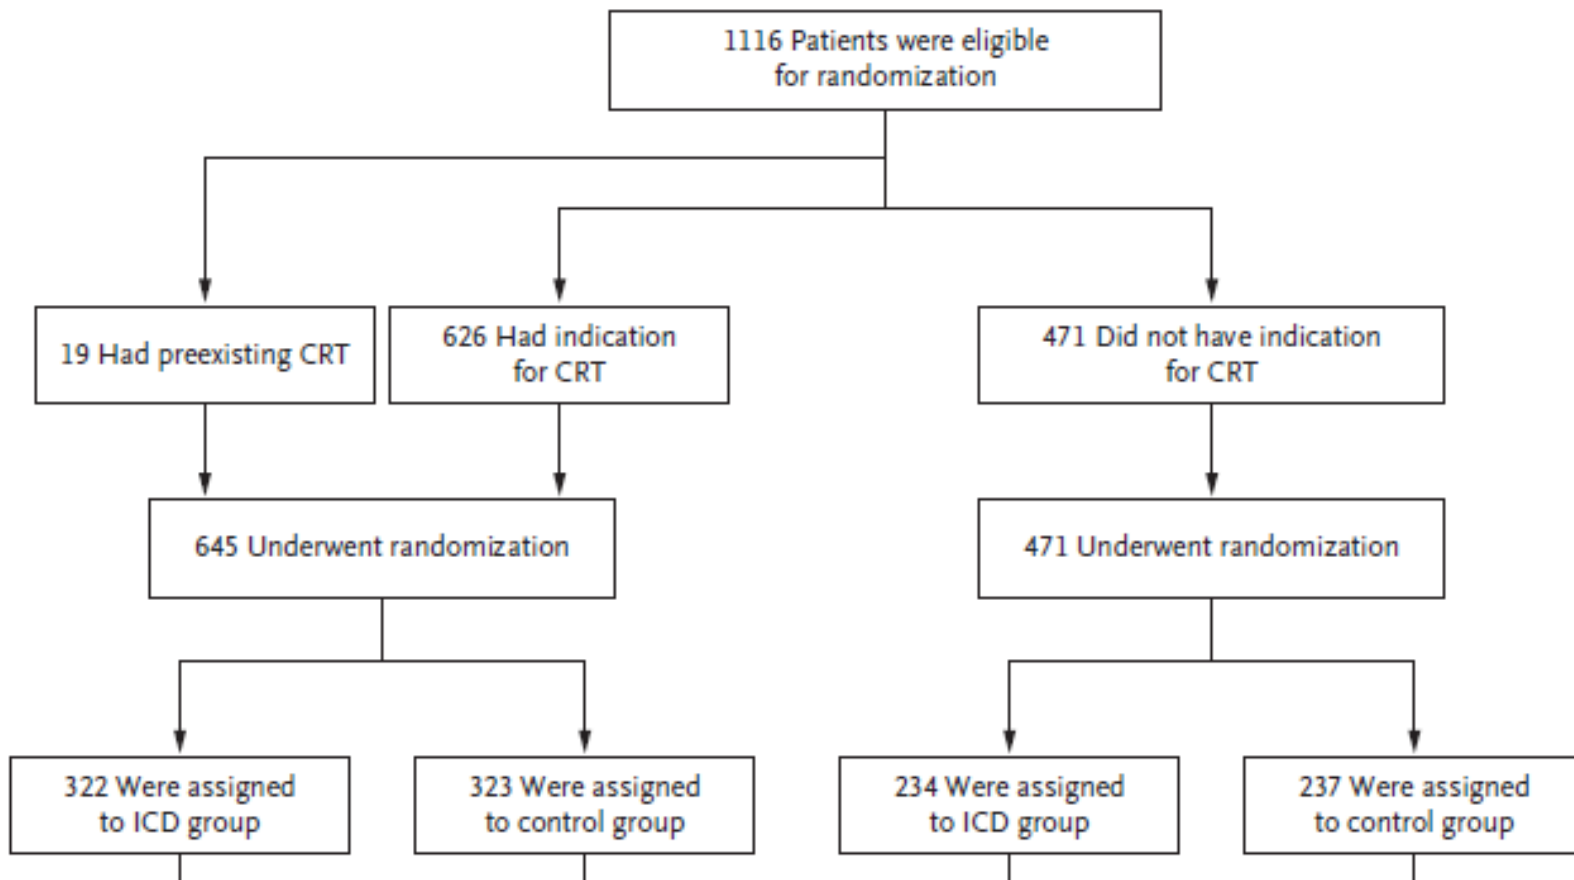 1116 Patients were eligible
for randomization
19 Had preexisting CRT
626 Had indication
for CRT
471 Did not have indication
for CRT
645 Underwent randomization
471 Underwent randomization
322 Were assigned
to ICD group
323 Were assigned
to control group
234 Were assigned
to ICD group
237 Were assigned
to control group